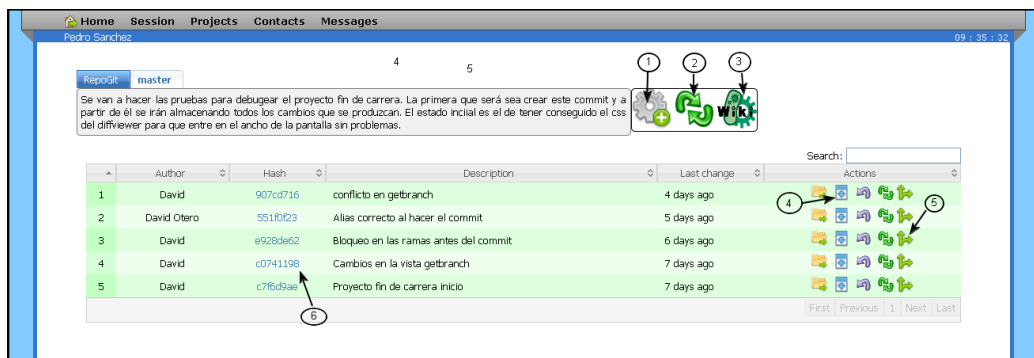 Home Session Projects Contacts Messages
Pedro Sanchez 09 : 35 : 32
4 5 1 2 3
RepoGit master
Se van a hacer las pruebas para debugear el proyecto fin de carrera. La primera que será sea crear este commit y a
partir de él se irán almacenando todos los cambios que se produzcan. El estado inciial es el de tener conseguido el css
del diffviewer para que entre en el ancho de la pantalla sin problemas.
Wiki
Search:
Author Hash Description Last change Actions
1 David 907cd716 conflicto en getbranch 4 days ago
4 5
2 David Otero 551f0f23 Alias correcto al hacer el commit 5 days ago
3 David e928de62 Bloqueo en las ramas antes del commit 6 days ago
4 David c0741198 Cambios en la vista getbranch 7 days ago
5 David c7f6d9ae Proyecto fin de carrera inicio 7 days ago
First Previous 1 Next Last
6